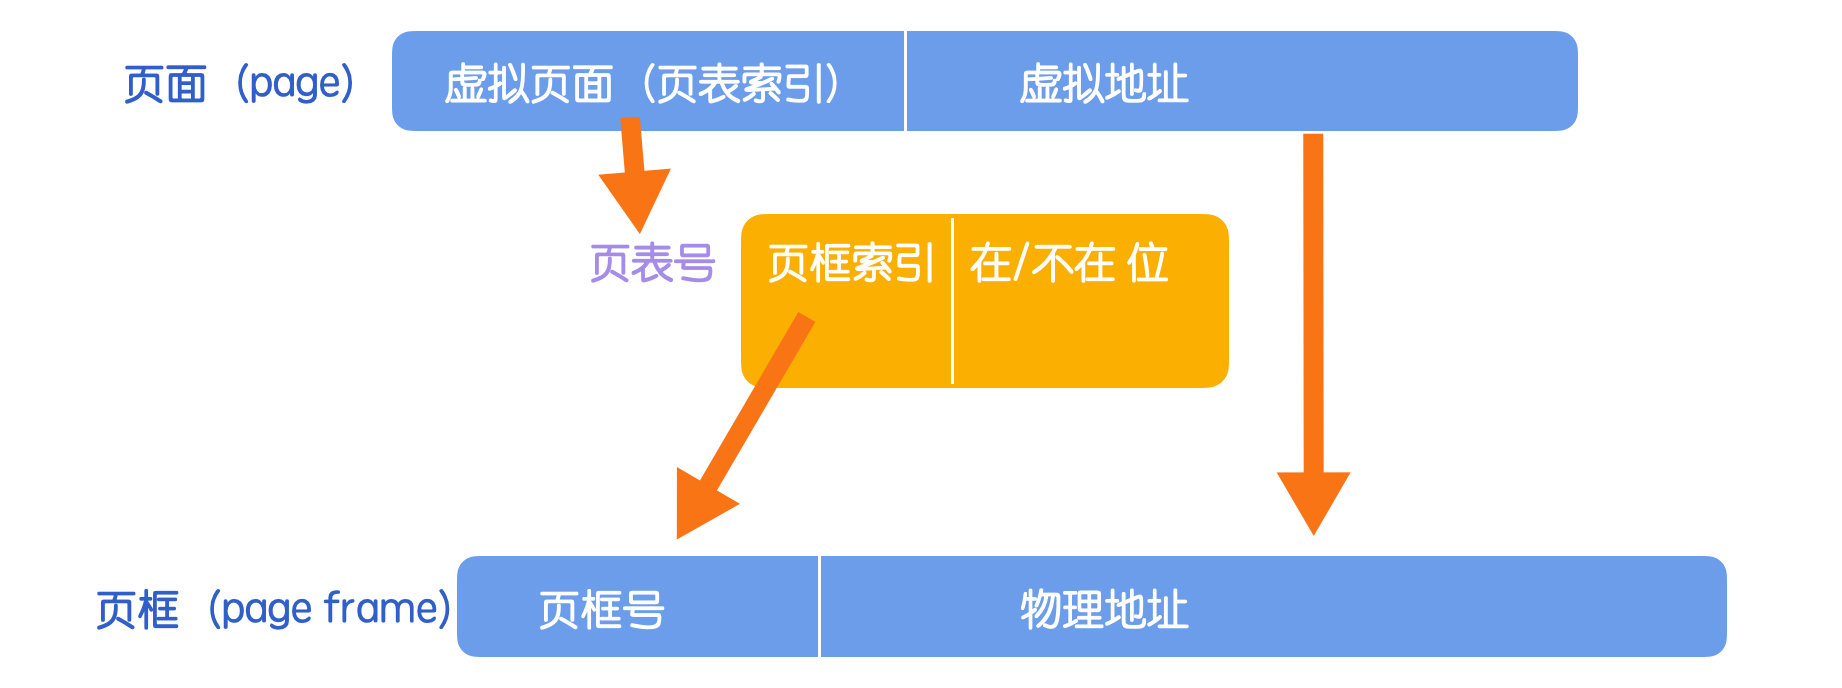 页面（page） 虚拟页面（页表索引） 虚拟地址
页表号 页框索引 在/不在 位
页框（page frame） 页框号 物理地址